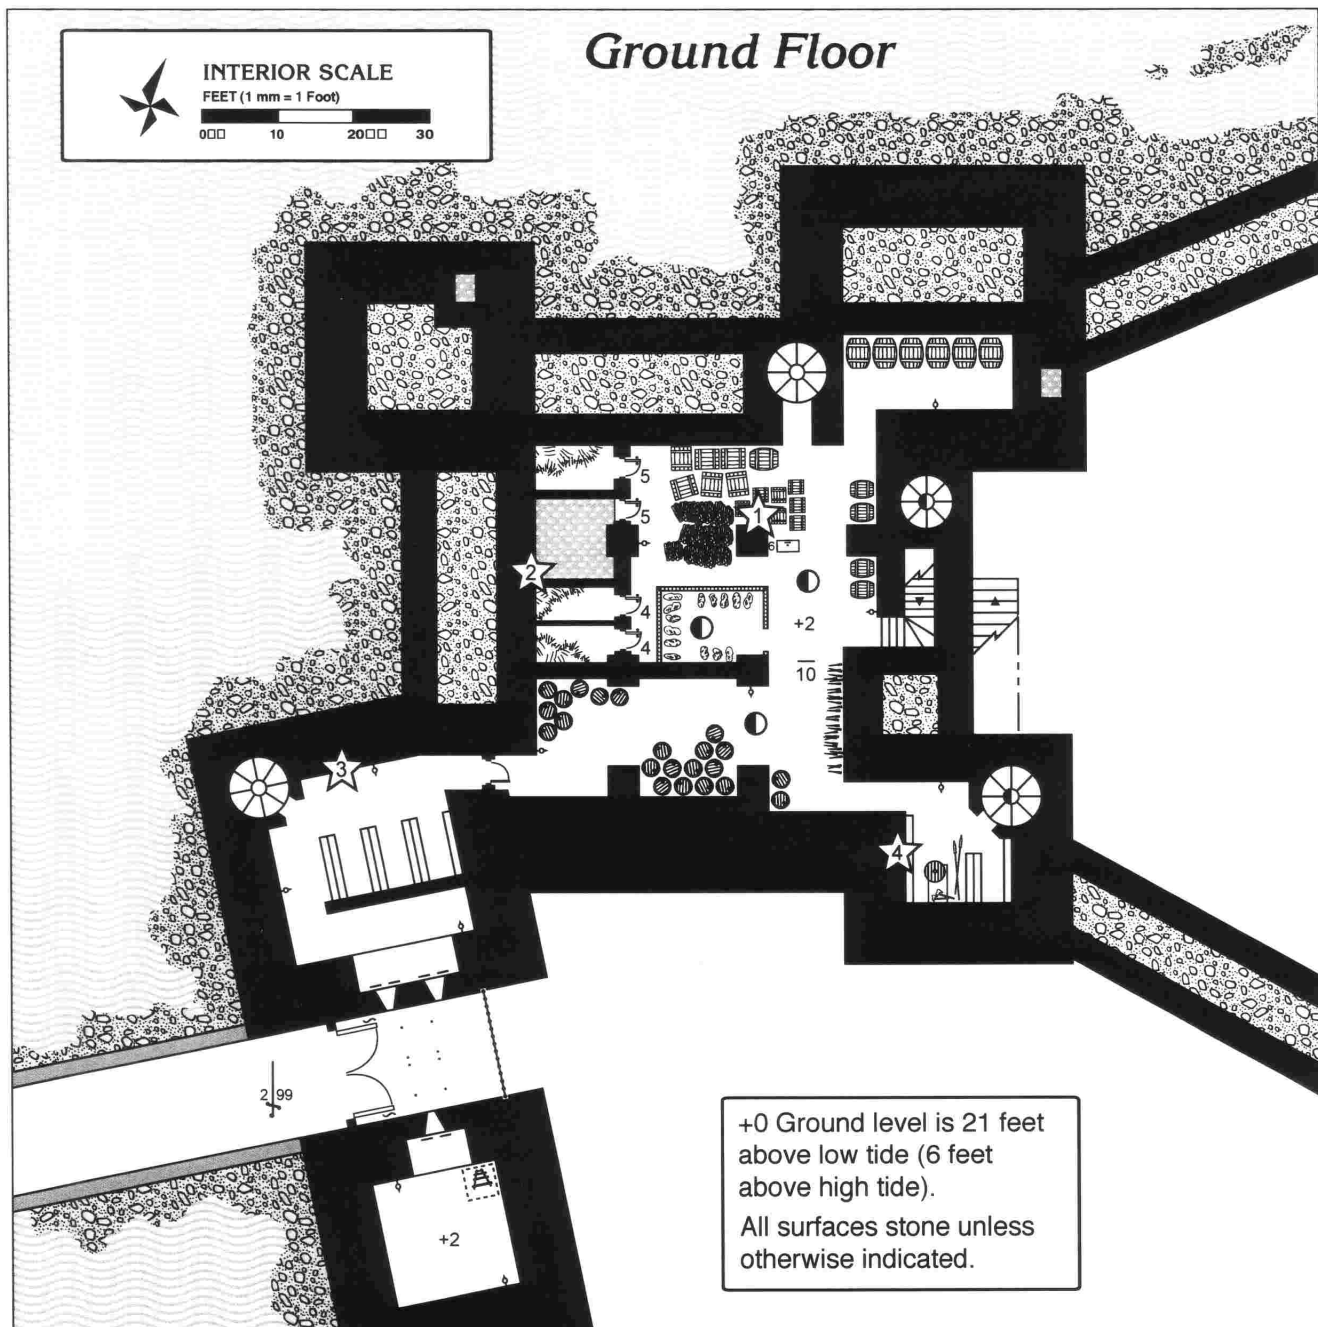 Ground Floor
INTERIOR SCALE
FEET (1 mm = 1 Foot)
0□□ 10 20□□ 30
5
1
5
6
2
4
+2
4
10
3
4
2 99
+2
+0 Ground level is 21 feet
above low tide (6 feet
above high tide).
All surfaces stone unless
otherwise indicated.